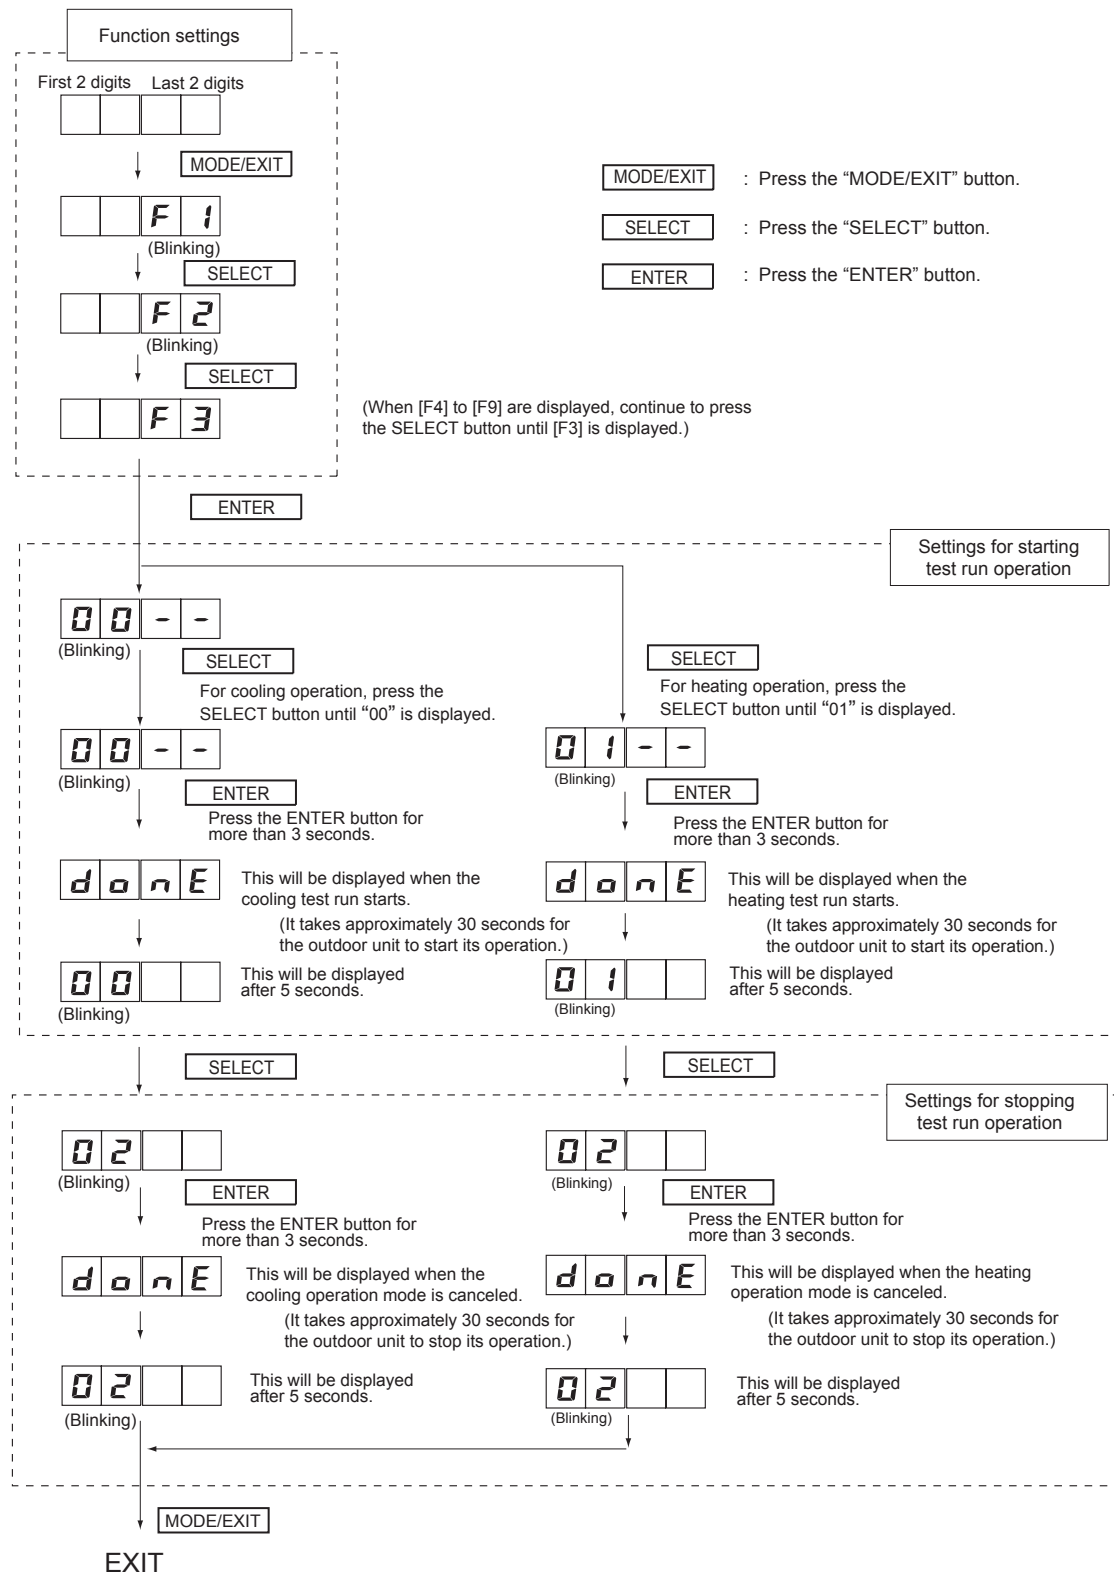 Function settings
First 2 digits Last 2 digits
MODE/EXIT
F 1
(Blinking)
SELECT
F 2
(Blinking)
SELECT
F 3
MODE/EXIT : Press the “MODE/EXIT” button.
SELECT : Press the “SELECT” button.
ENTER : Press the “ENTER” button.
(When [F4] to [F9] are displayed, continue to press
the SELECT button until [F3] is displayed.)
ENTER
Settings for starting
test run operation
0 0 - -
(Blinking)
SELECT
For cooling operation, press the
SELECT button until “00” is displayed.
0 0 - -
(Blinking)
ENTER
Press the ENTER button for
more than 3 seconds.
d o n E
This will be displayed when the
cooling test run starts.
(It takes approximately 30 seconds for
the outdoor unit to start its operation.)
0 0
(Blinking)
This will be displayed
after 5 seconds.
SELECT
SELECT
For heating operation, press the
SELECT button until “01” is displayed.
0 1 - -
(Blinking)
ENTER
Press the ENTER button for
more than 3 seconds.
d o n E
This will be displayed when the
heating test run starts.
(It takes approximately 30 seconds for
the outdoor unit to start its operation.)
0 1
(Blinking)
This will be displayed
after 5 seconds.
SELECT
Settings for stopping
test run operation
0 2
(Blinking)
ENTER
Press the ENTER button for
more than 3 seconds.
d o n E
This will be displayed when the
cooling operation mode is canceled.
(It takes approximately 30 seconds for
the outdoor unit to stop its operation.)
0 2
(Blinking)
This will be displayed
after 5 seconds.
0 2
(Blinking)
ENTER
Press the ENTER button for
more than 3 seconds.
d o n E
This will be displayed when the heating
operation mode is canceled.
(It takes approximately 30 seconds for
the outdoor unit to stop its operation.)
0 2
(Blinking)
This will be displayed
after 5 seconds.
MODE/EXIT
EXIT